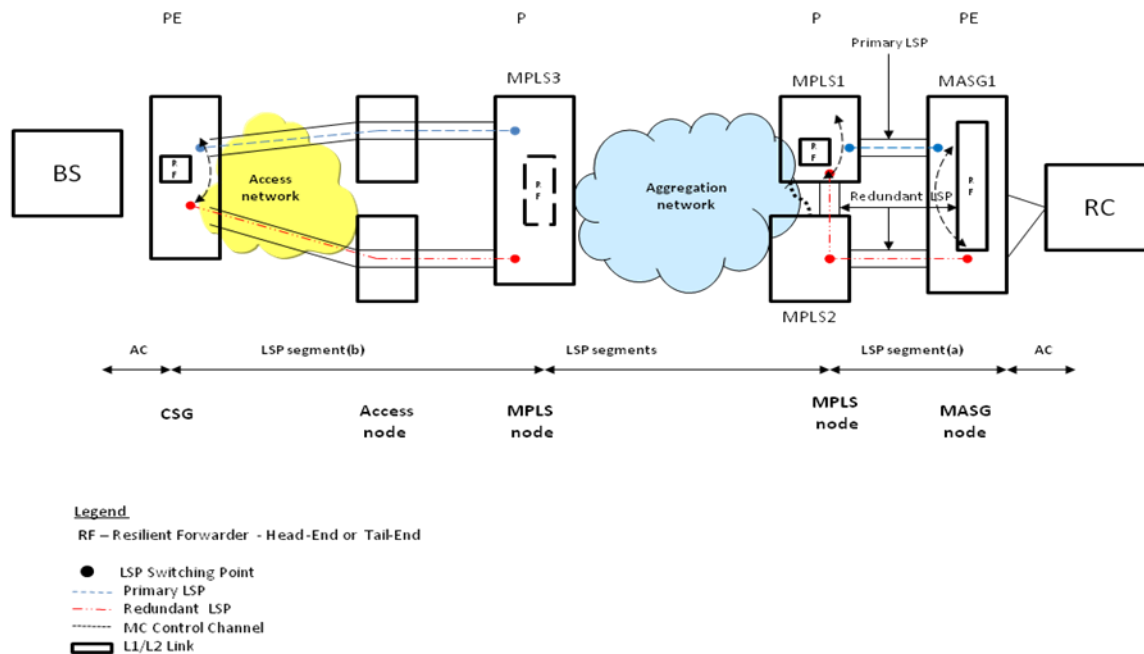 PE
P
P
PE
Primary LSP
MPLS3
MPLS1
MASG1
BS
RF
Access
network
RF
Aggregation
network
RF
RF
Redundant LSP
RC
MPLS2
AC
LSP segment(b)
LSP segments
LSP segment(a)
AC
CSG
Access
node
MPLS
node
MPLS
node
MASG
node
Legend
RF – Resilient Forwarder - Head-End or Tail-End
LSP Switching Point
Primary LSP
Redundant LSP
MC Control Channel
L1/L2 Link